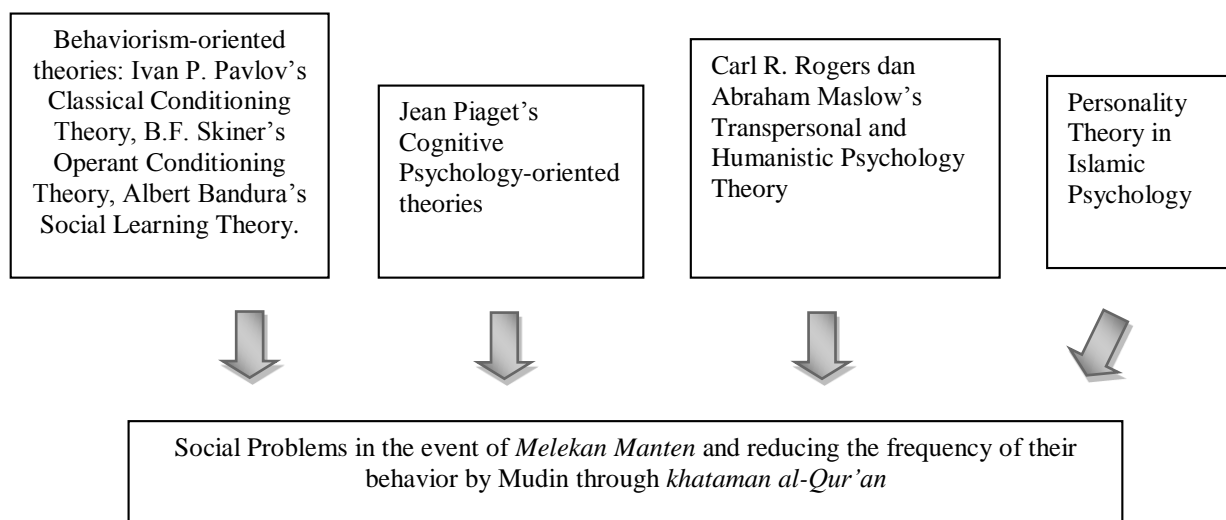 Behaviorism-oriented
theories: Ivan P. Pavlov’s
Classical Conditioning
Theory, B.F. Skiner’s
Operant Conditioning
Theory, Albert Bandura’s
Social Learning Theory.
Jean Piaget’s
Cognitive
Psychology-oriented
theories
Carl R. Rogers dan
Abraham Maslow’s
Transpersonal and
Humanistic Psychology
Theory
Personality
Theory in
Islamic
Psychology
Social Problems in the event of Melekan Manten and reducing the frequency of their
behavior by Mudin through khataman al-Qur’an